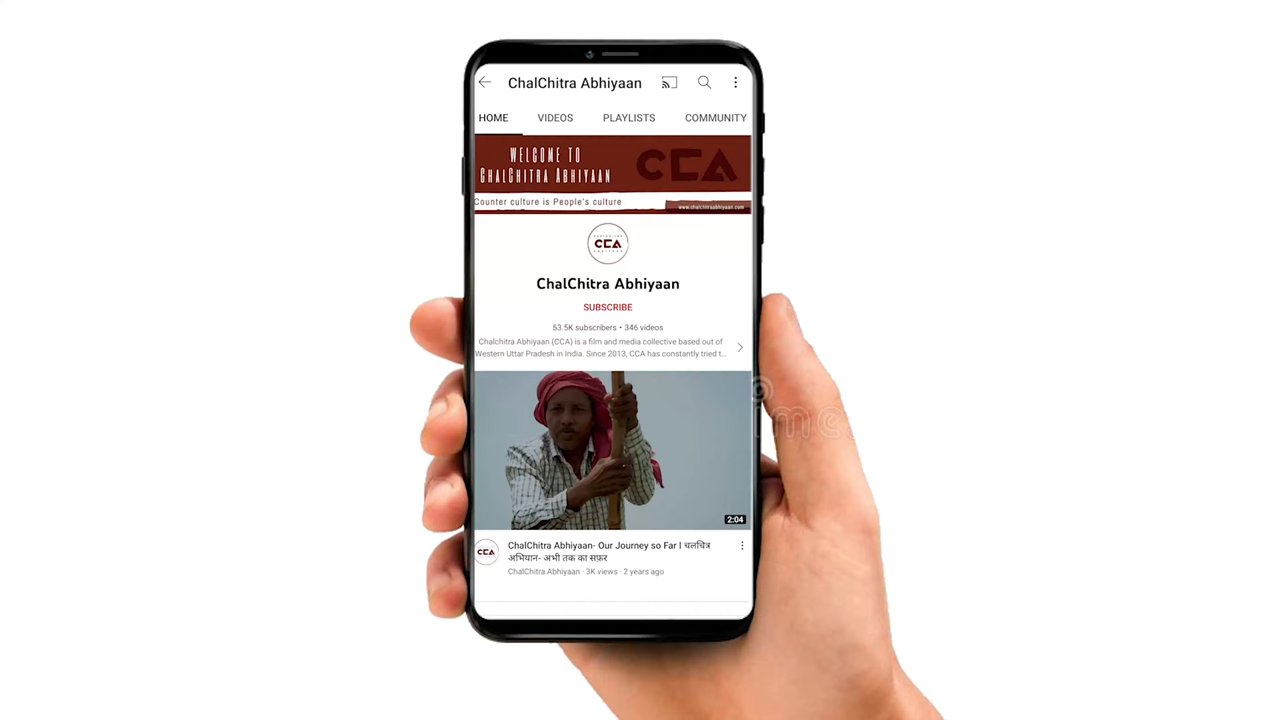 ChalChitra Abhiyaan
HOME VIDEOS PLAYLISTS COMMUNITY
WELCOME TO
CHALCHITRA ABHIYAAN
CCA
Counter culture is People's culture
www.chalchitraabhiyaan.com
CCA
ChalChitra Abhiyaan
SUBSCRIBE
53.5K subscribers • 346 videos
Chalchitra Abhiyaan (CCA) is a film and media collective based out of
Western Uttar Pradesh in India. Since 2013, CCA has constantly tried t...
2:04
CCA
ChalChitra Abhiyaan- Our Journey so Far I चलचित्र
अभियान- अभी तक का सफ़र
ChalChitra Abhiyaan · 3K views · 2 years ago